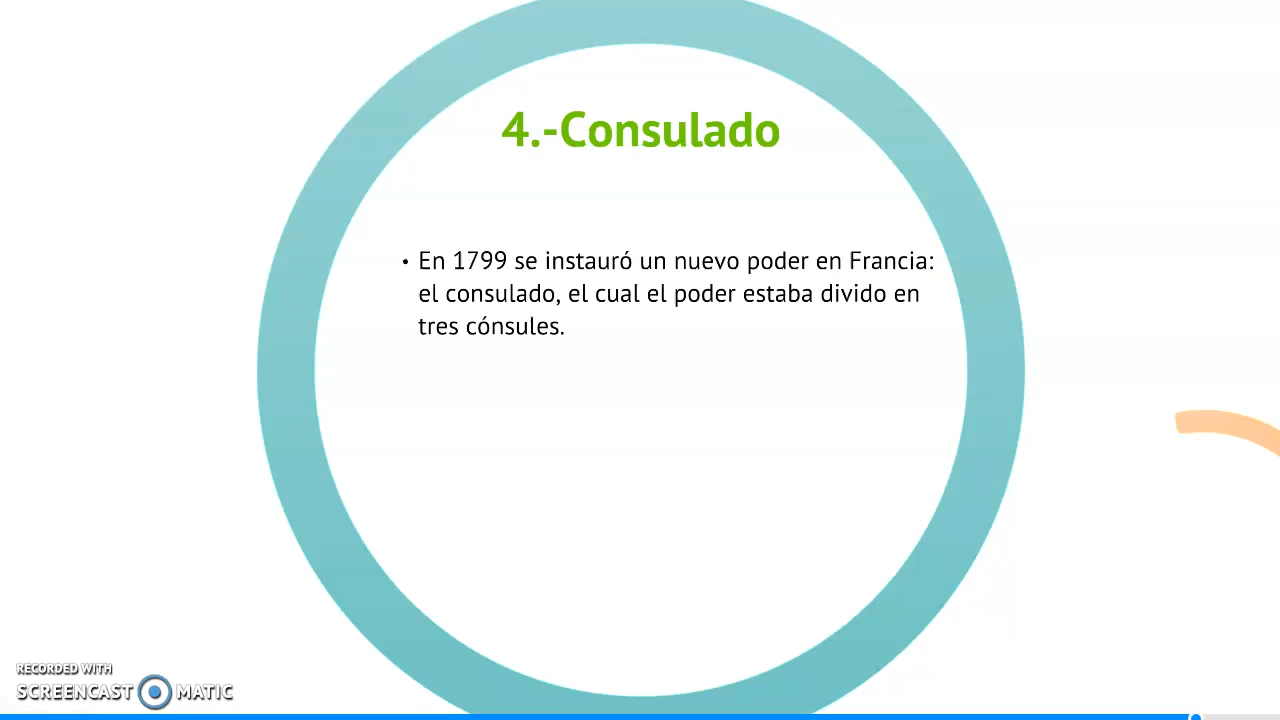 4.-Consulado
• En 1799 se instauró un nuevo poder en Francia:
el consulado, el cual el poder estaba divido en
tres cónsules.
RECORDED WITH
SCREENCAST MATIC